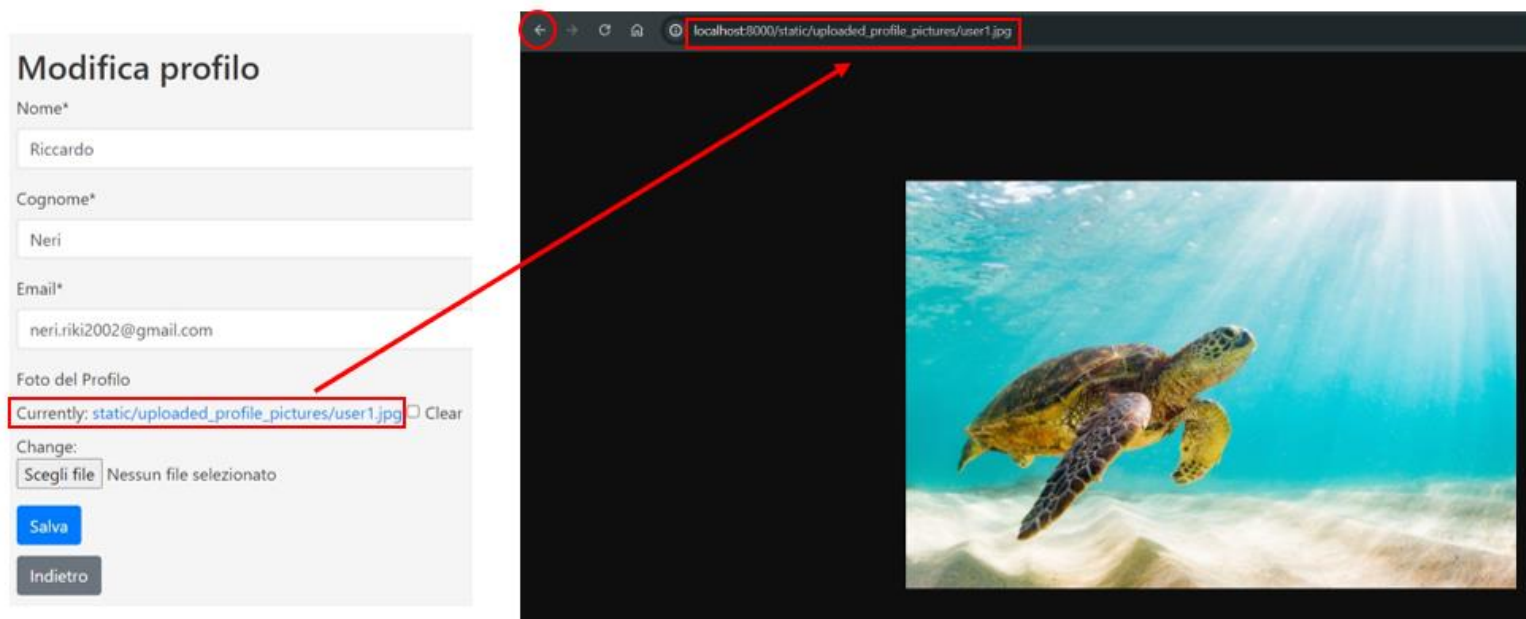 Modifica profilo
Nome*
Riccardo
Cognome*
Neri
Email*
neri.riki2002@gmail.com
Foto del Profilo
Currently: static/uploaded_profile_pictures/user1.jpg Clear
Change:
Scegli file Nessun file selezionato
Salva
Indietro
localhost:8000/static/uploaded_profile_pictures/user1.jpg